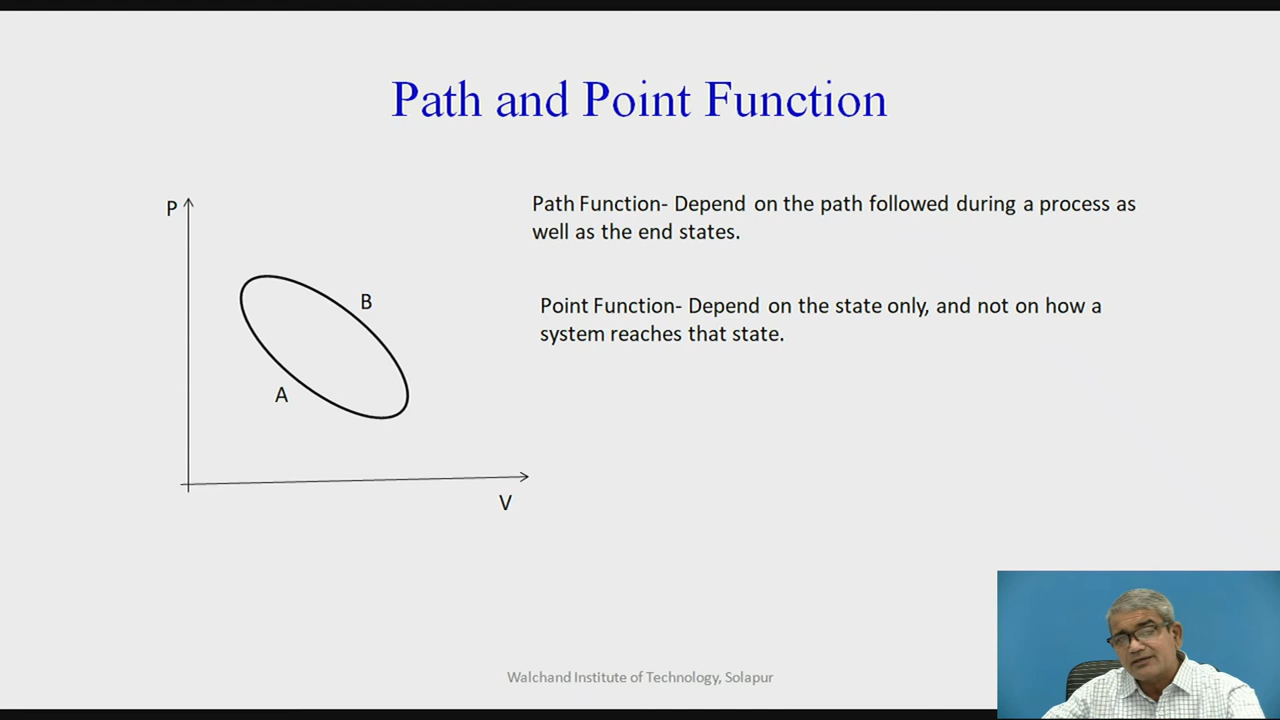 Path and Point Function
P
B
A
V
Path Function- Depend on the path followed during a process as
well as the end states.
Point Function- Depend on the state only, and not on how a
system reaches that state.
Walchand Institute of Technology, Solapur